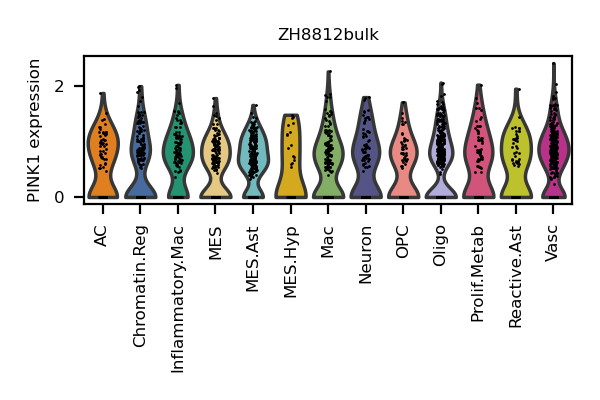 ZH8812bulk
PINK1 expression
2
0
AC
Chromatin.Reg
Inflammatory.Mac
MES
MES.Ast
MES.Hyp
Mac
Neuron
OPC
Oligo
Prolif.Metab
Reactive.Ast
Vasc